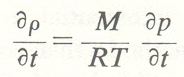 ∂ρ/∂t = M/RT ∂p/∂t